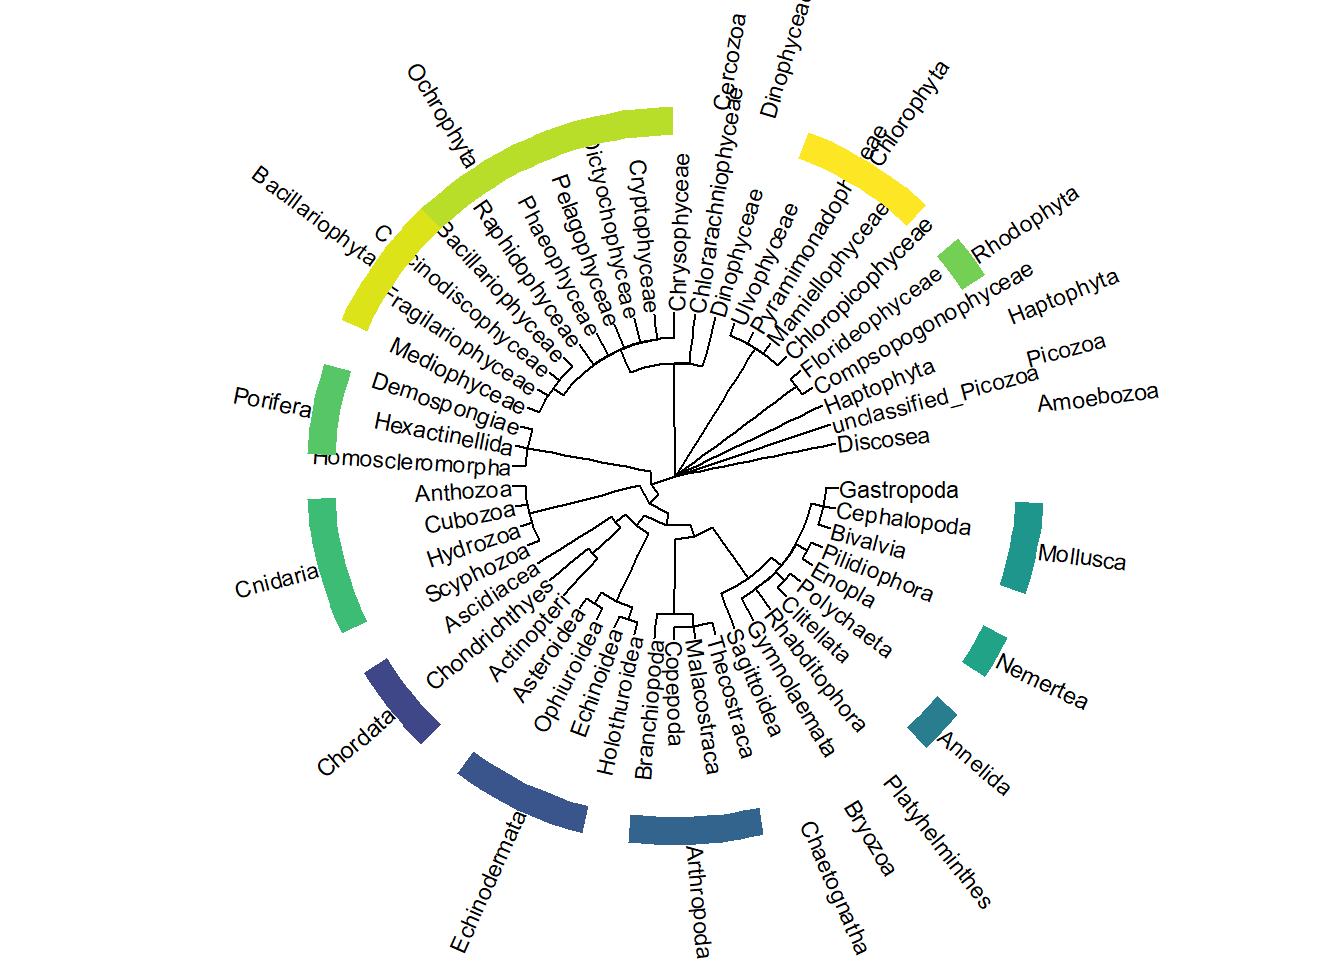 Cercozoa
Dinophyceae
Chlorophyta
Rhodophyta
Haptophyta
Picozoa
Amoebozoa
Mollusca
Nemertea
Annelida
Platyhelminthes
Bryozoa
Chaetognatha
Arthropoda
Echinodermata
Chordata
Cnidaria
Porifera
Bacillariophyta
Ochrophyta
Chrysophyceae
Chlorarachniophyceae
Dinophyceae
Ulvophyceae
Mamiellophyceae
Chloropicophyceae
Florideophyceae
Compsopogonophyceae
Haptophyta
unclassified_Picozoa
Discosea
Gastropoda
Cephalopoda
Bivalvia
Pilidiophora
Enopla
Polychaeta
Clitellata
Rhabditophora
Gymnolaemata
Sagittoidea
Thecostraca
Malacostraca
Copepoda
Branchiopoda
Holothuroidea
Echinoidea
Ophiuroidea
Asteroidea
Actinopteri
Chondrichthyes
Ascidiacea
Scyphozoa
Hydrozoa
Cubozoa
Anthozoa
Homoscleromorpha
Hexactinellida
Demospongiae
Mediophyceae
Fragilariophyceae
Bacillariophyceae
Raphidophyceae
Phaeophyceae
Pelagophyceae
Dictyochophyceae
Cryptophyceae